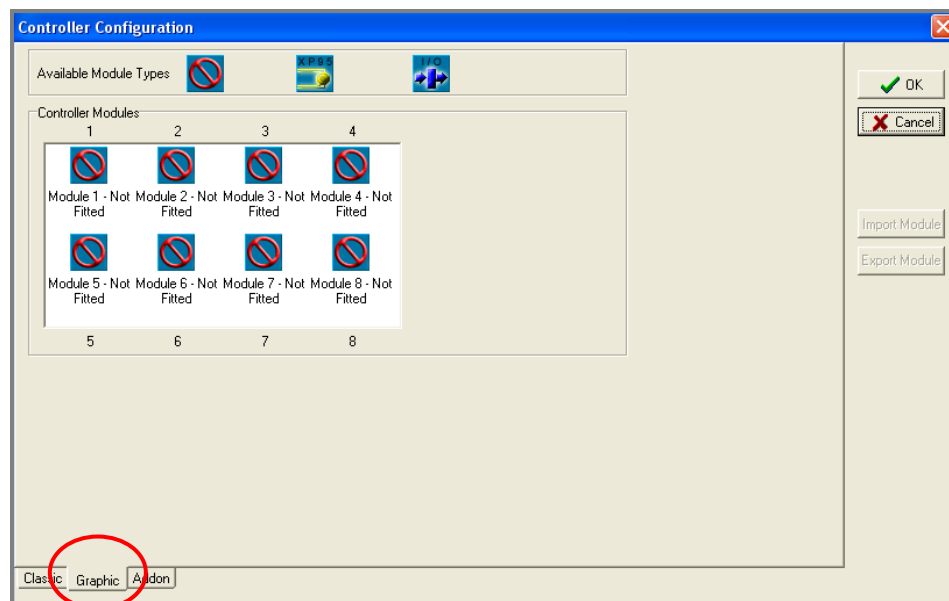 Controller Configuration
Available Module Types
XP95
I/O
OK
Cancel
Controller Modules
1 2 3 4
Module 1 - Not Module 2 - Not Module 3 - Not Module 4 - Not
Fitted Fitted Fitted Fitted
Module 5 - Not Module 6 - Not Module 7 - Not Module 8 - Not
Fitted Fitted Fitted Fitted
5 6 7 8
Import Module
Export Module
Classic Graphic Addon